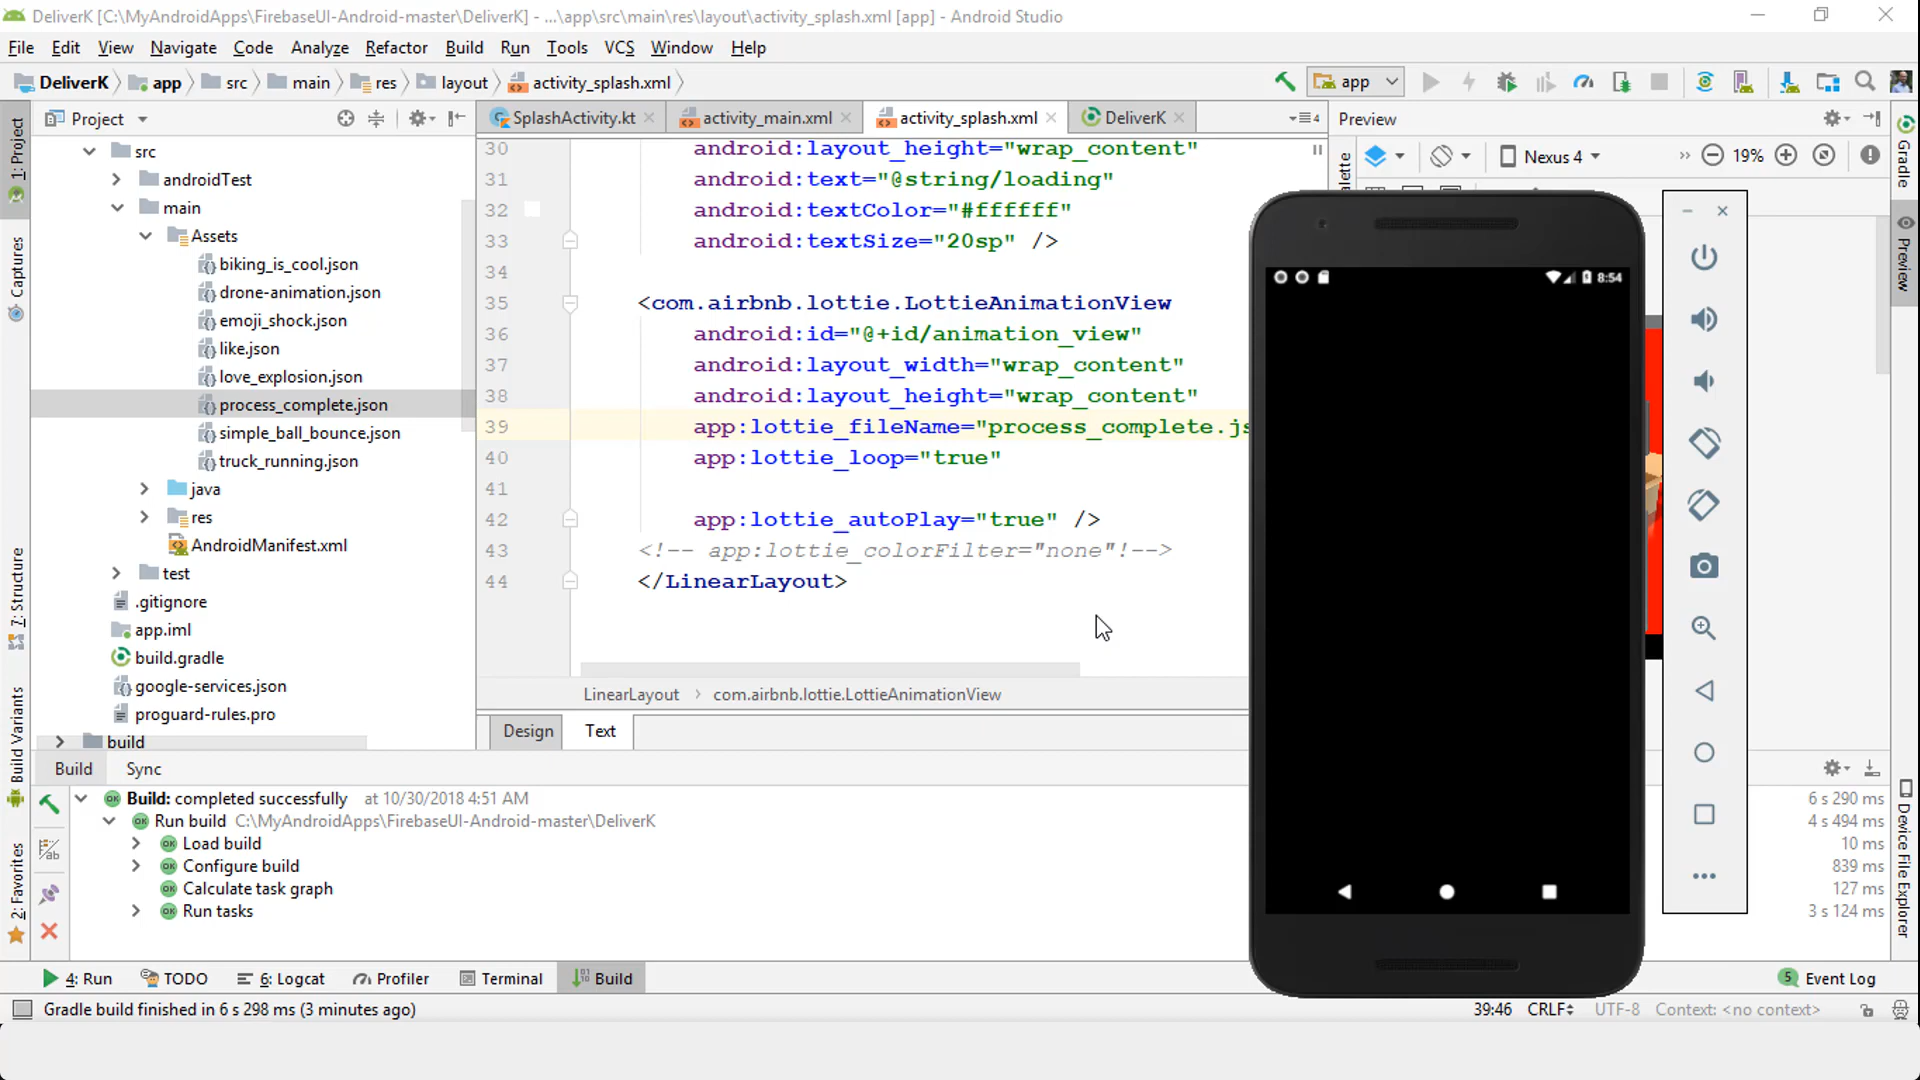 DeliverK [C:\MyAndroidApps\FirebaseUI-Android-master\DeliverK] - ...\app\src\main\res\layout\activity_splash.xml [app] - Android Studio
File Edit View Navigate Code Analyze Refactor Build Run Tools VCS Window Help
DeliverK app src main res layout activity_splash.xml app
Project SplashActivity.kt activity_main.xml activity_splash.xml DeliverK 4 Preview
Nexus 4 19%
1: Project
Captures
7: Structure
Build Variants
2: Favorites
src
androidTest
main
Assets
biking_is_cool.json
drone-animation.json
emoji_shock.json
like.json
love_explosion.json
process_complete.json
simple_ball_bounce.json
truck_running.json
java
res
AndroidManifest.xml
test
.gitignore
app.iml
build.gradle
google-services.json
proguard-rules.pro
build
30 android:layout_height="wrap_content"
31 android:text="@string/loading"
32 android:textColor="#ffffff"
33 android:textSize="20sp" />
34
35 <com.airbnb.lottie.LottieAnimationView
36 android:id="@+id/animation_view"
37 android:layout_width="wrap_content"
38 android:layout_height="wrap_content"
39 app:lottie_fileName="process_complete.js
40 app:lottie_loop="true"
41
42 app:lottie_autoPlay="true" />
43 <!-- app:lottie_colorFilter="none"!-->
44 </LinearLayout>
LinearLayout com.airbnb.lottie.LottieAnimationView
Design Text
8:54
Gradle
Preview
Device File Explorer
Build Sync
Build: completed successfully at 10/30/2018 4:51 AM 6 s 290 ms
Run build C:\MyAndroidApps\FirebaseUI-Android-master\DeliverK 4 s 494 ms
Load build 10 ms
Configure build 839 ms
Calculate task graph 127 ms
Run tasks 3 s 124 ms
4: Run TODO 6: Logcat Profiler Terminal Build 5 Event Log
Gradle build finished in 6 s 298 ms (3 minutes ago) 39:46 CRLF UTF-8 Context: <no context>